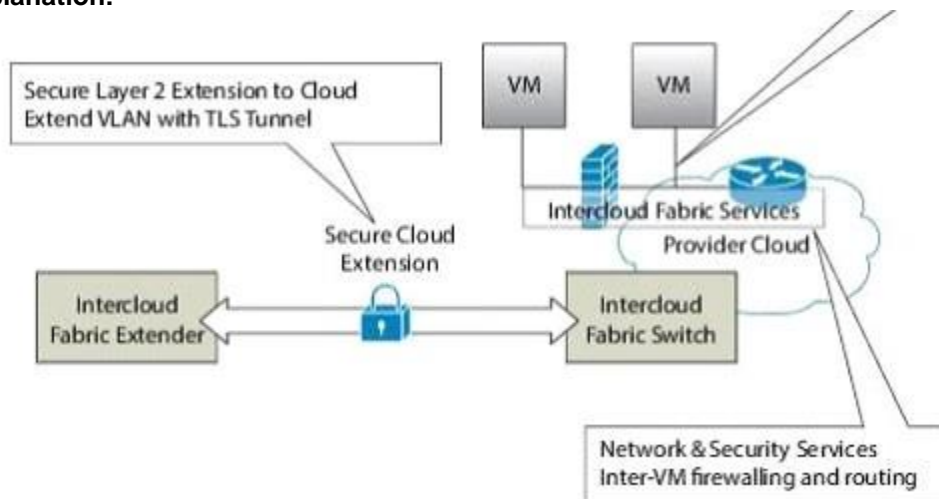 Secure Layer 2 Extension to Cloud
Extend VLAN with TLS Tunnel
VM
VM
Intercloud Fabric Services
Provider Cloud
Secure Cloud
Extension
Intercloud
Fabric Extender
Intercloud
Fabric Switch
Network & Security Services
Inter-VM firewalling and routing